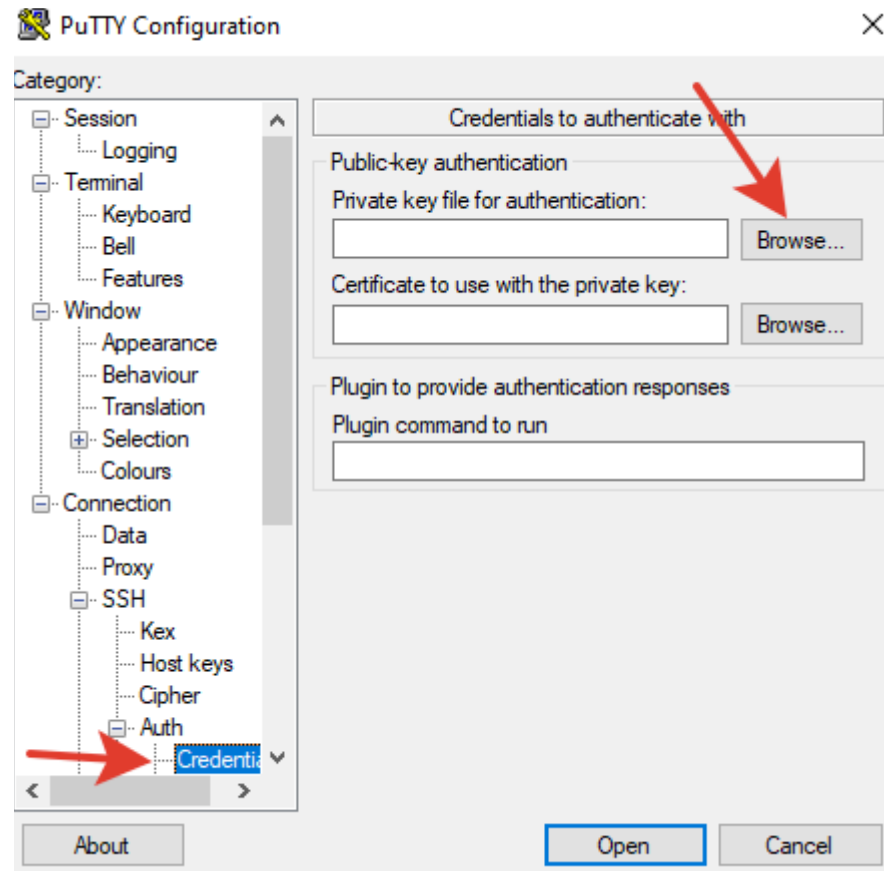 PuTTY Configuration
Category:
Session
Logging
Terminal
Keyboard
Bell
Features
Window
Appearance
Behaviour
Translation
Selection
Colours
Connection
Data
Proxy
SSH
Kex
Host keys
Cipher
Auth
Credentia
Credentials to authenticate with
Public-key authentication
Private key file for authentication:
Browse...
Certificate to use with the private key:
Browse...
Plugin to provide authentication responses
Plugin command to run
About
Open
Cancel